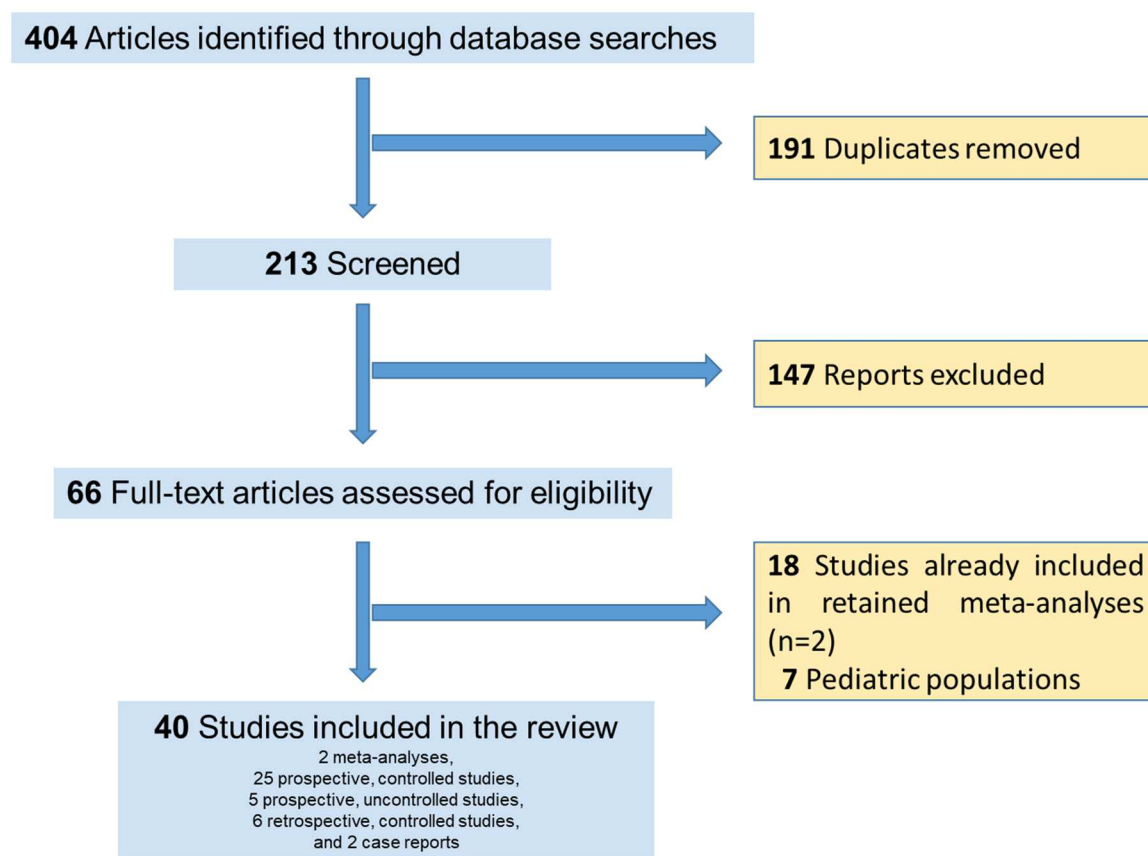 404 Articles identified through database searches
191 Duplicates removed
213 Screened
147 Reports excluded
66 Full-text articles assessed for eligibility
18 Studies already included
in retained meta-analyses
(n=2)
7 Pediatric populations
40 Studies included in the review
2 meta-analyses,
25 prospective, controlled studies,
5 prospective, uncontrolled studies,
6 retrospective, controlled studies,
and 2 case reports